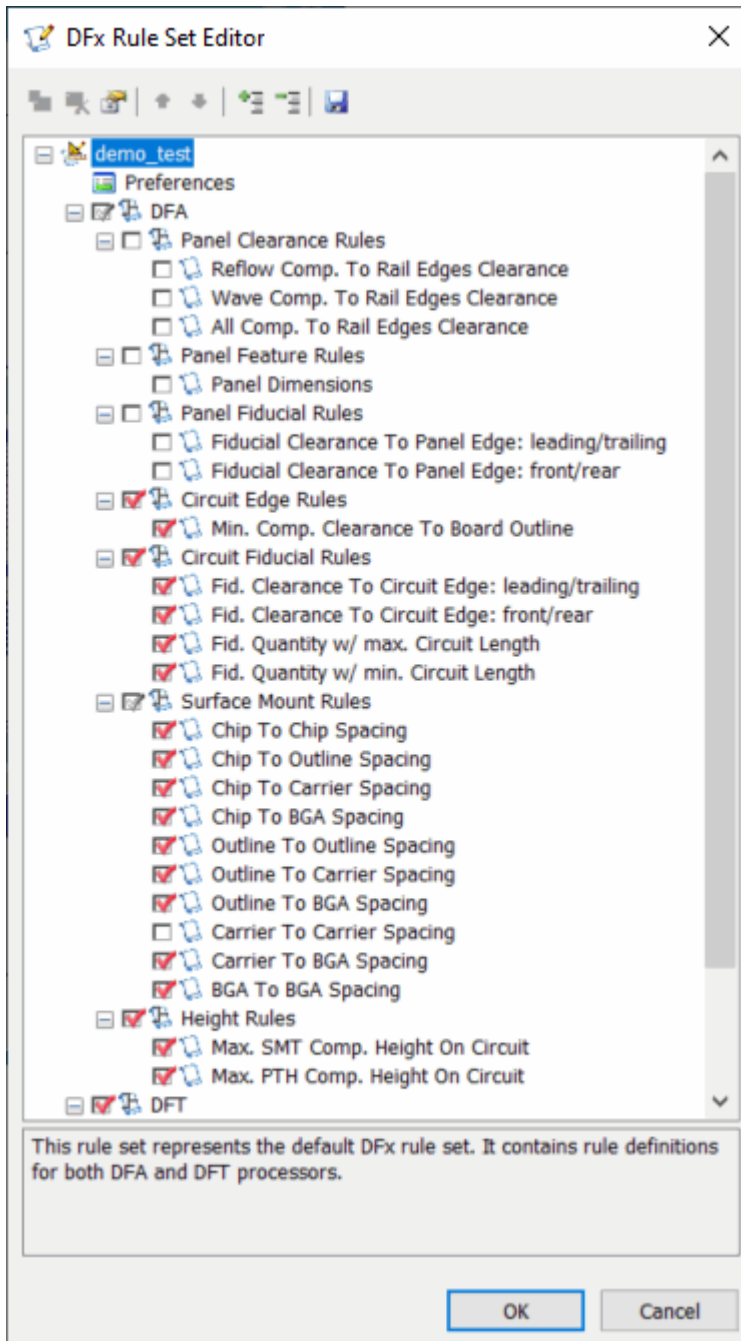 DFx Rule Set Editor
demo_test
Preferences
DFA
Panel Clearance Rules
Reflow Comp. To Rail Edges Clearance
Wave Comp. To Rail Edges Clearance
All Comp. To Rail Edges Clearance
Panel Feature Rules
Panel Dimensions
Panel Fiducial Rules
Fiducial Clearance To Panel Edge: leading/trailing
Fiducial Clearance To Panel Edge: front/rear
Circuit Edge Rules
Min. Comp. Clearance To Board Outline
Circuit Fiducial Rules
Fid. Clearance To Circuit Edge: leading/trailing
Fid. Clearance To Circuit Edge: front/rear
Fid. Quantity w/ max. Circuit Length
Fid. Quantity w/ min. Circuit Length
Surface Mount Rules
Chip To Chip Spacing
Chip To Outline Spacing
Chip To Carrier Spacing
Chip To BGA Spacing
Outline To Outline Spacing
Outline To Carrier Spacing
Outline To BGA Spacing
Carrier To Carrier Spacing
Carrier To BGA Spacing
BGA To BGA Spacing
Height Rules
Max. SMT Comp. Height On Circuit
Max. PTH Comp. Height On Circuit
DFT
This rule set represents the default DFx rule set. It contains rule definitions
for both DFA and DFT processors.
OK
Cancel